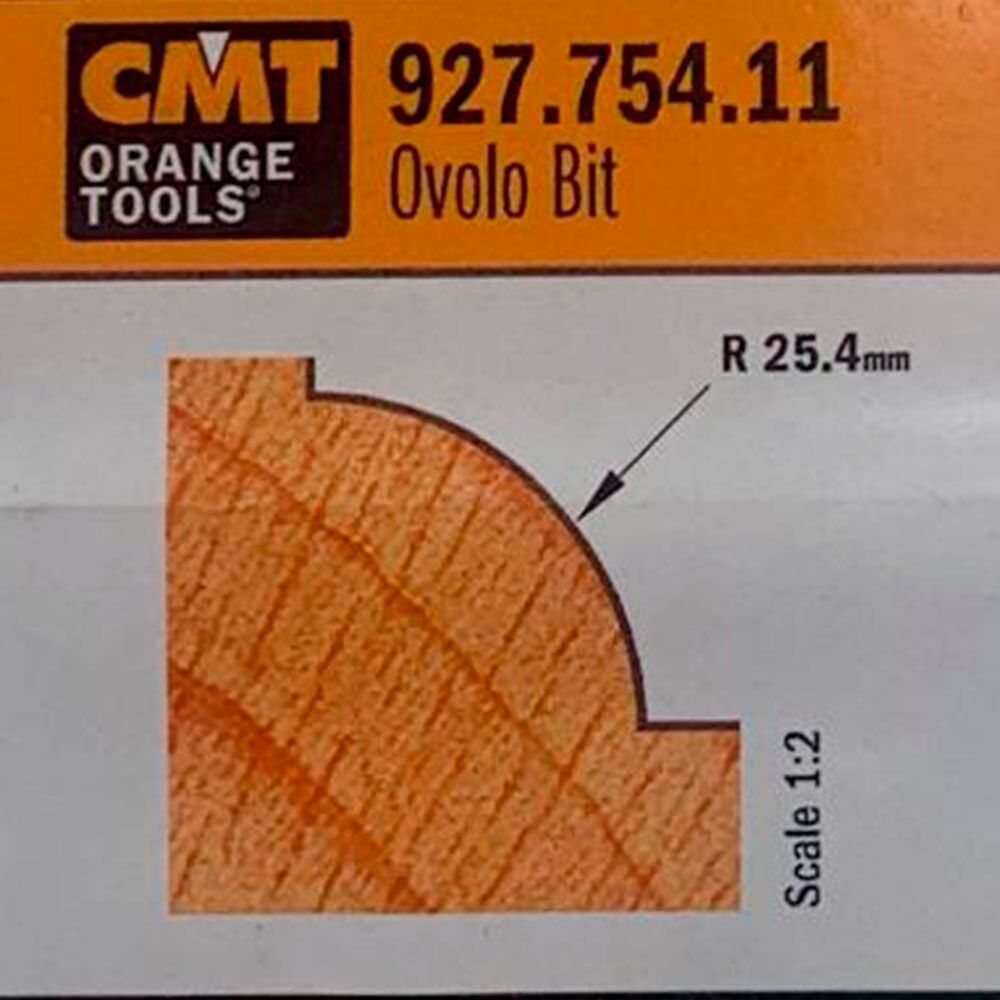 CMT
ORANGE
TOOLS®
927.754.11
Ovolo Bit
R 25.4mm
Scale 1:2